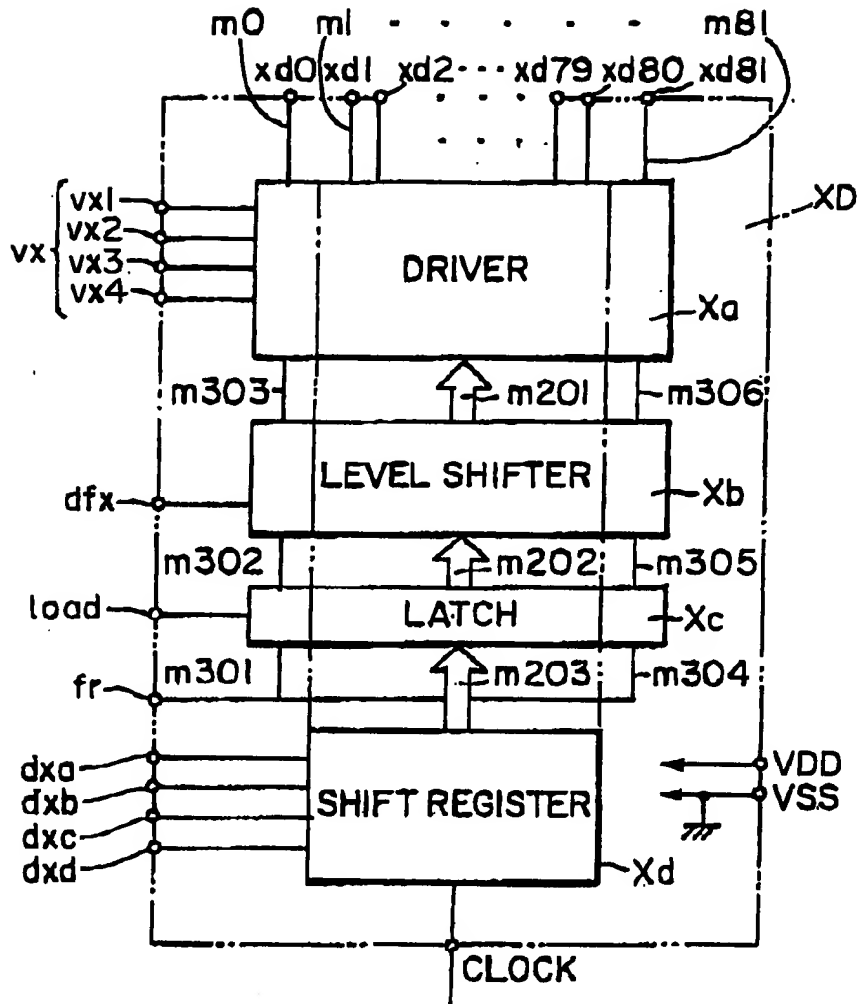 m0 m1 · · · · · m81
xd0 xd1 xd2 ··· xd79 xd80 xd81
XD
vx
vx1
vx2
vx3
vx4
DRIVER
Xa
m303 m201 m306
LEVEL SHIFTER
Xb
dfx
m302 m202 m305
load
LATCH
Xc
m301 m203 m304
fr
dxa
dxb
dxc
dxd
SHIFT REGISTER
Xd
VDD
VSS
CLOCK